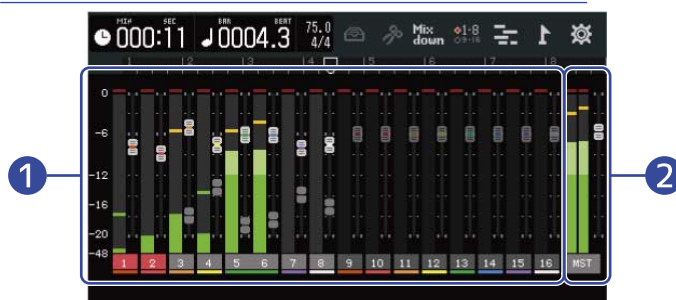 MIN SEC BAR BEAT
000:11 0004.3 75.0 4/4 Mix down 1-8 09-16
1 2 3 4 5 6 7 8
0
-6
-12
-16
-20
-48
1 2 3 4 5 6 7 8 9 10 11 12 13 14 15 16 MST
1 2